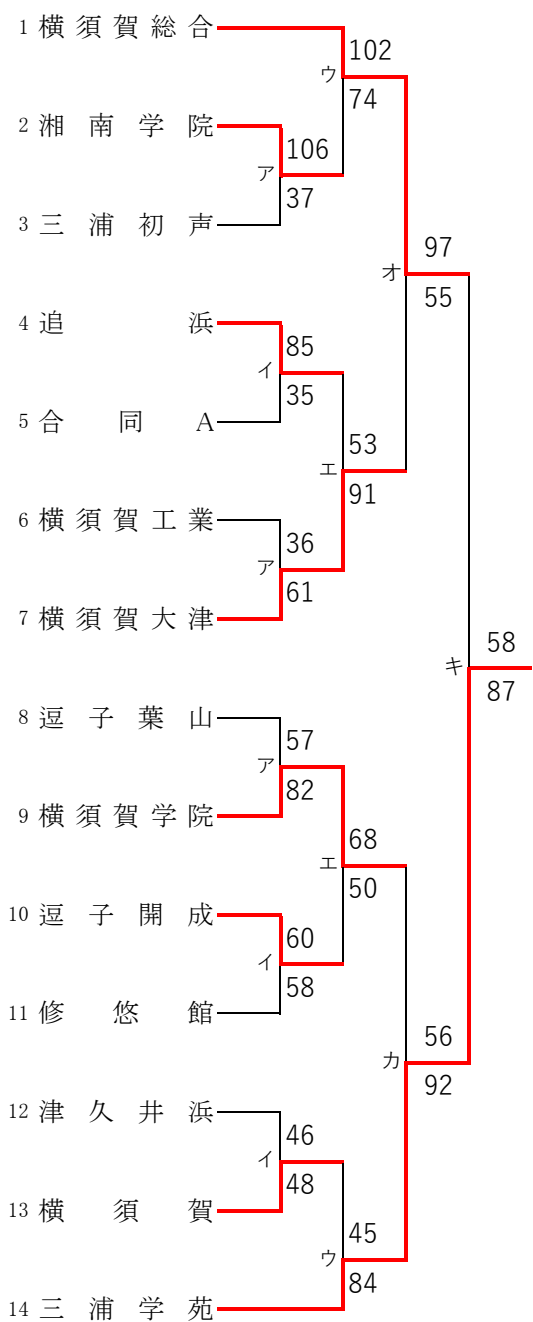 1 横須賀総合
102
ウ
74
2 湘南学院
106
ア
37
3 三浦初声
97
オ
55
4 追浜
85
イ
35
5 合同A
53
エ
91
6 横須賀工業
36
ア
61
7 横須賀大津
58
キ
87
8 逗子葉山
57
ア
82
9 横須賀学院
68
エ
50
10 逗子開成
60
イ
58
11 修悠館
56
カ
92
12 津久井浜
46
イ
48
13 横須賀
45
ウ
84
14 三浦学苑